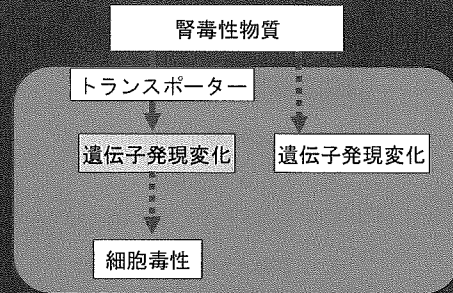 腎毒性物質
トランスポーター
遺伝子発現変化
遺伝子発現変化
細胞毒性